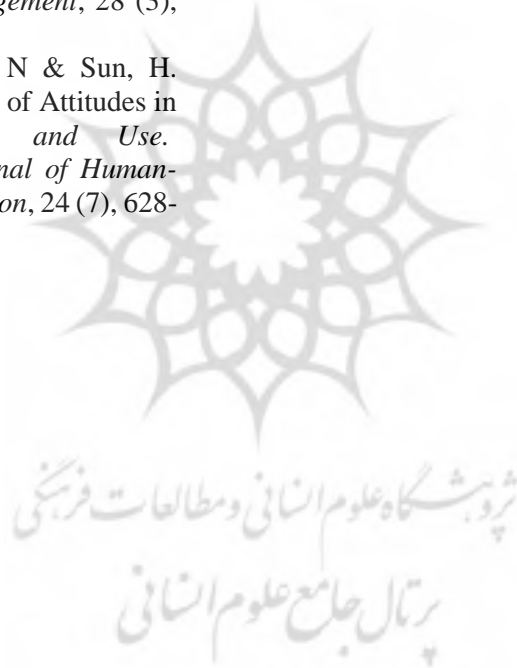 gement, 28 (5),
N & Sun, H.
of Attitudes in
and Use.
nal of Human-
on, 24 (7), 628-
پژوهشگاه علوم انسانی و مطالعات فرهنگی
پرتال جامع علوم انسانی